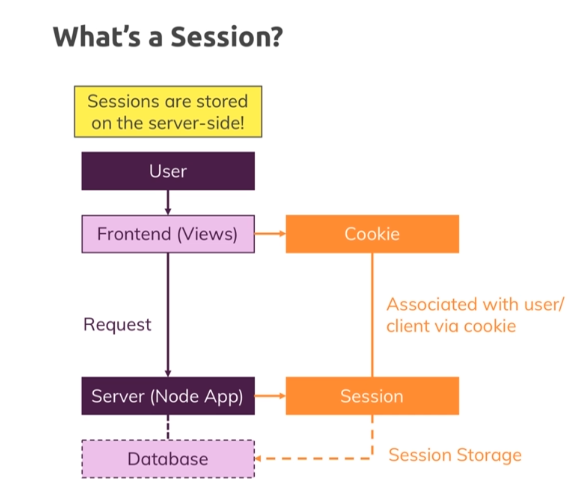 What's a Session?
Sessions are stored
on the server-side!
User
Frontend (Views)
Cookie
Request
Associated with user/
client via cookie
Server (Node App)
Session
Database
Session Storage